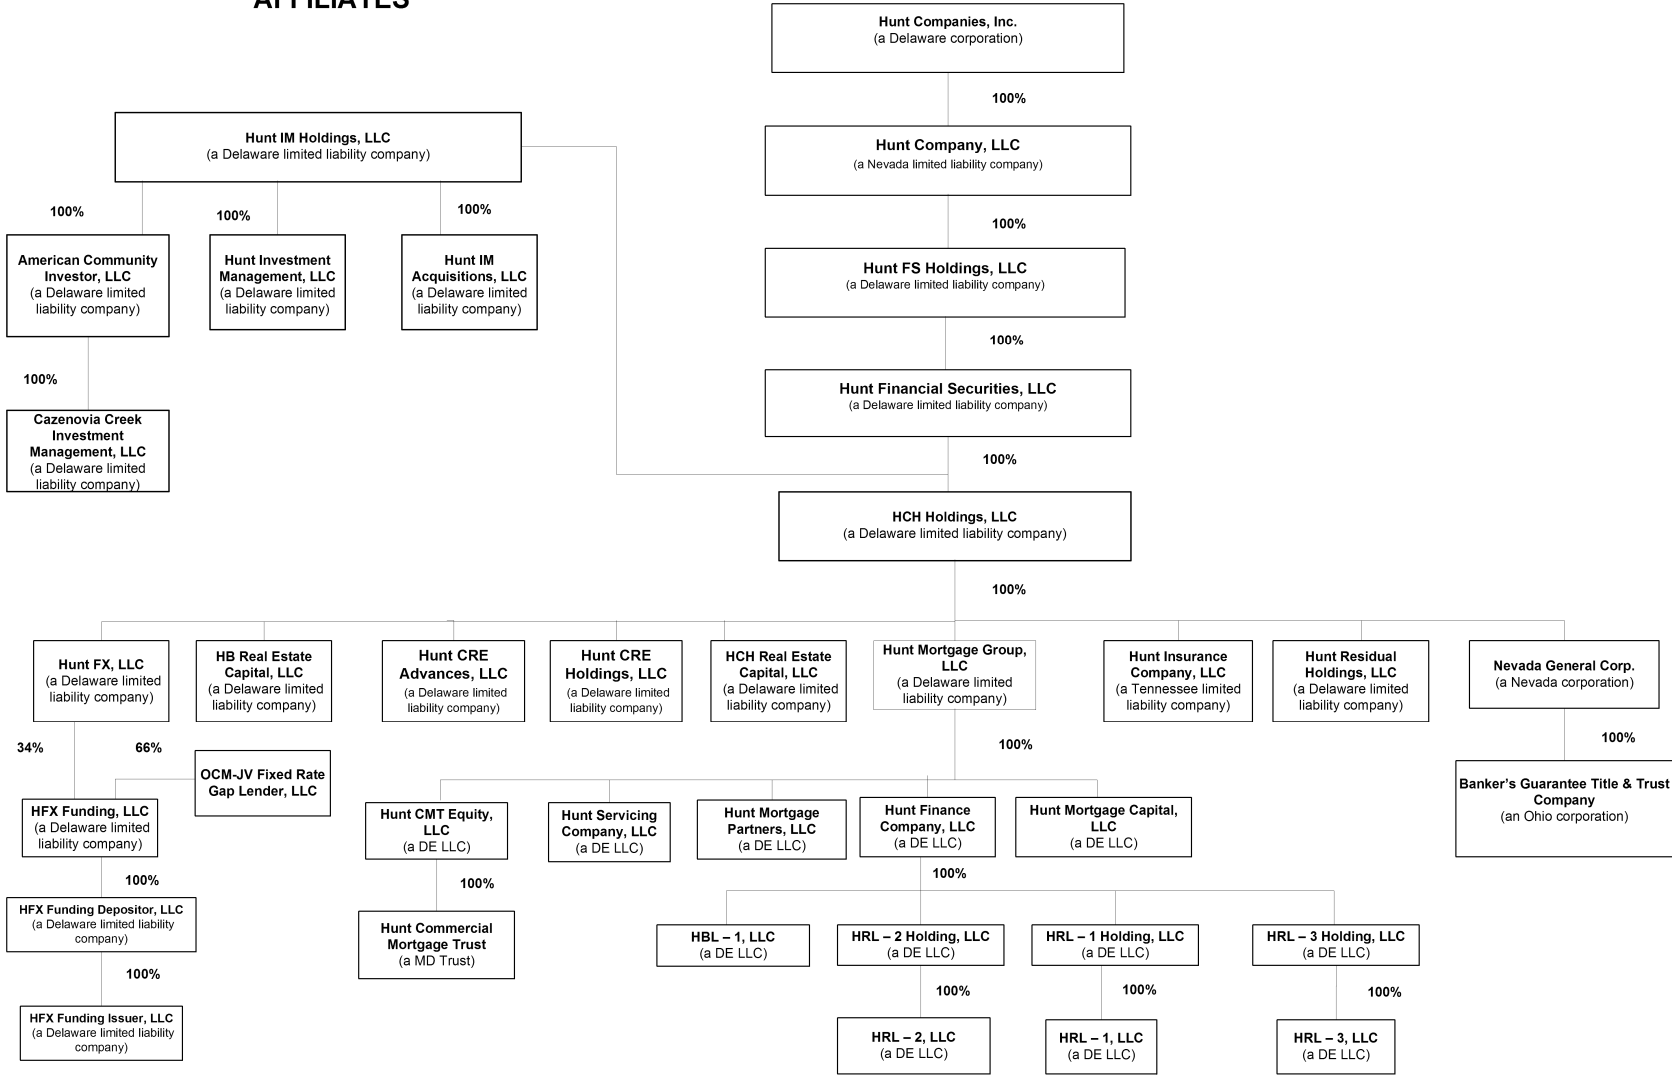 AFFILIATES
Hunt Companies, Inc.
(a Delaware corporation)
100%
Hunt IM Holdings, LLC
(a Delaware limited liability company)
Hunt Company, LLC
(a Nevada limited liability company)
100%
100%
100%
100%
American Community
Investor, LLC
(a Delaware limited
liability company)
Hunt Investment
Management, LLC
(a Delaware limited
liability company)
Hunt IM
Acquisitions, LLC
(a Delaware limited
liability company)
Hunt FS Holdings, LLC
(a Delaware limited liability company)
100%
100%
Hunt Financial Securities, LLC
(a Delaware limited liability company)
Cazenovia Creek
Investment
Management, LLC
(a Delaware limited
liability company)
100%
HCH Holdings, LLC
(a Delaware limited liability company)
100%
Hunt FX, LLC
(a Delaware limited
liability company)
HB Real Estate
Capital, LLC
(a Delaware limited
liability company)
Hunt CRE
Advances, LLC
(a Delaware limited
liability company)
Hunt CRE
Holdings, LLC
(a Delaware limited
liability company)
HCH Real Estate
Capital, LLC
(a Delaware limited
liability company)
Hunt Mortgage Group,
LLC
(a Delaware limited
liability company)
Hunt Insurance
Company, LLC
(a Tennessee limited
liability company)
Hunt Residual
Holdings, LLC
(a Delaware limited
liability company)
Nevada General Corp.
(a Nevada corporation)
34%
66%
100%
100%
OCM-JV Fixed Rate
Gap Lender, LLC
HFX Funding, LLC
(a Delaware limited
liability company)
Hunt CMT Equity,
LLC
(a DE LLC)
Hunt Servicing
Company, LLC
(a DE LLC)
Hunt Mortgage
Partners, LLC
(a DE LLC)
Hunt Finance
Company, LLC
(a DE LLC)
Hunt Mortgage Capital,
LLC
(a DE LLC)
Banker's Guarantee Title & Trust
Company
(an Ohio corporation)
100%
100%
100%
HFX Funding Depositor, LLC
(a Delaware limited liability
company)
Hunt Commercial
Mortgage Trust
(a MD Trust)
HBL – 1, LLC
(a DE LLC)
HRL – 2 Holding, LLC
(a DE LLC)
HRL – 1 Holding, LLC
(a DE LLC)
HRL – 3 Holding, LLC
(a DE LLC)
100%
100%
100%
100%
HFX Funding Issuer, LLC
(a Delaware limited liability
company)
HRL – 2, LLC
(a DE LLC)
HRL – 1, LLC
(a DE LLC)
HRL – 3, LLC
(a DE LLC)